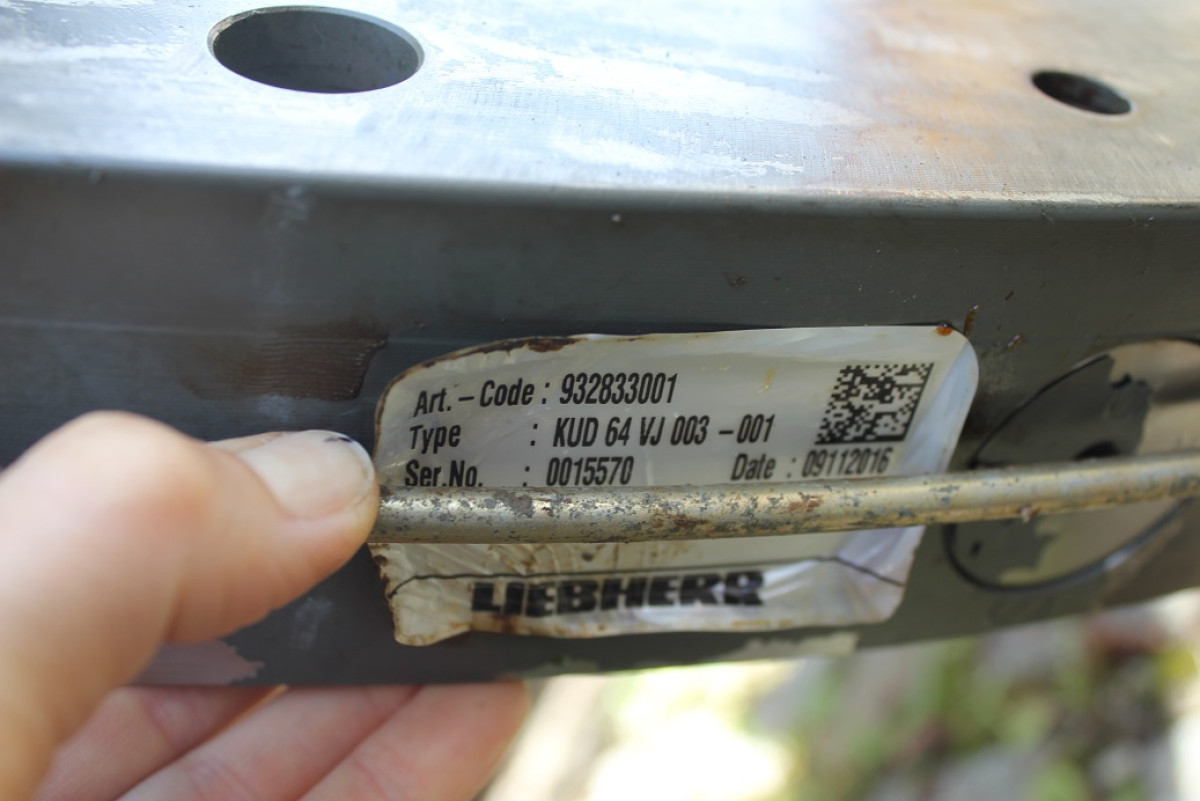 Art. - Code : 932833001
Type : KUD 64 VJ 003 - 001
Ser.No. : 0015570 Date : 09112016
LIEBHERR